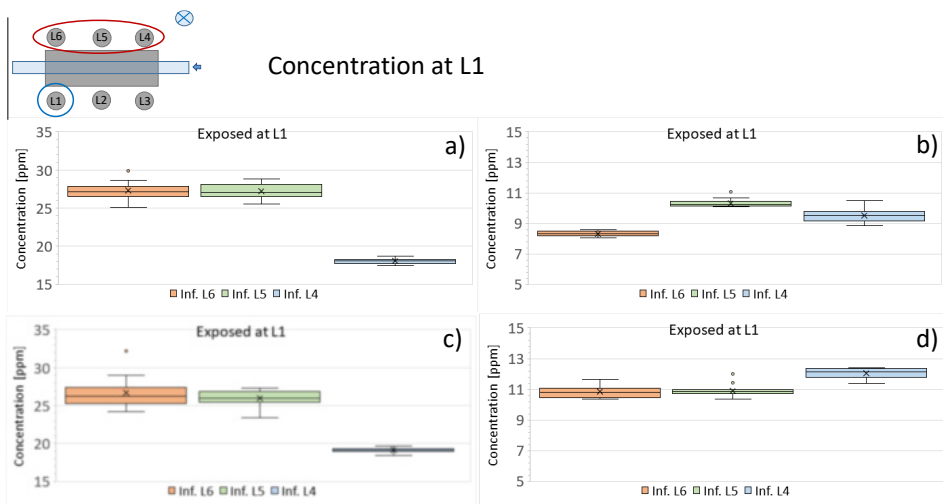 L6 L5 L4
L1 L2 L3
Concentration at L1
Exposed at L1
a)
Concentration [ppm]
35
30
25
20
15
Inf. L6 Inf. L5 Inf. L4
Exposed at L1
b)
Concentration [ppm]
15
13
11
9
7
5
Inf. L6 Inf. L5 Inf. L4
Exposed at L1
c)
Concentration [ppm]
35
30
25
20
15
Inf. L6 Inf. L5 Inf. L4
Exposed at L1
d)
Concentration [ppm]
15
13
11
9
7
5
Inf. L6 Inf. L5 Inf. L4